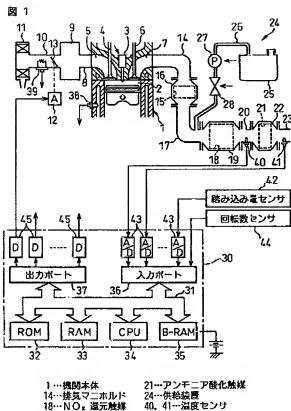 図1
9 5 4 3 6 7 14 24
11 10 8 13 16 2 26
27 25
P
38 1 15 28 20 22 21 23
39 17
A 12
18 19 40 41
42
踏み込み量センサ
回転数センサ
45 45 43 43 44
D D D A/D A/D A/D
30
出力ポート 入力ポート
37 36 31
ROM RAM CPU B-RAM
32 33 34 35
1…機関本体 21…アンモニア酸化触媒
14…排気マニホルド 24…供給装置
18…NOx 還元触媒 40, 41…温度センサ